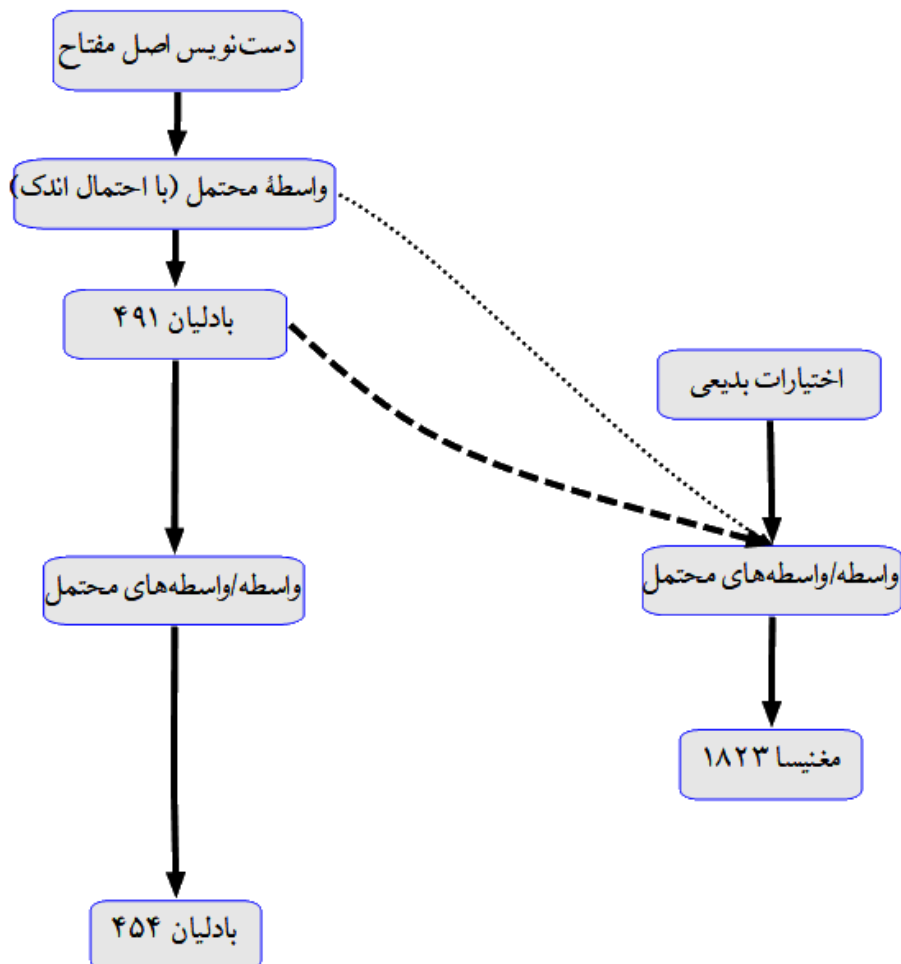 دست‌نویس اصل مفتاح
واسطهٔ محتمل (با احتمال اندک)
بادلیان ۴۹۱
اختیارات بدیعی
واسطه/واسطه‌های محتمل
واسطه/واسطه‌های محتمل
مغنیسا ۱۸۲۳
بادلیان ۴۵۴